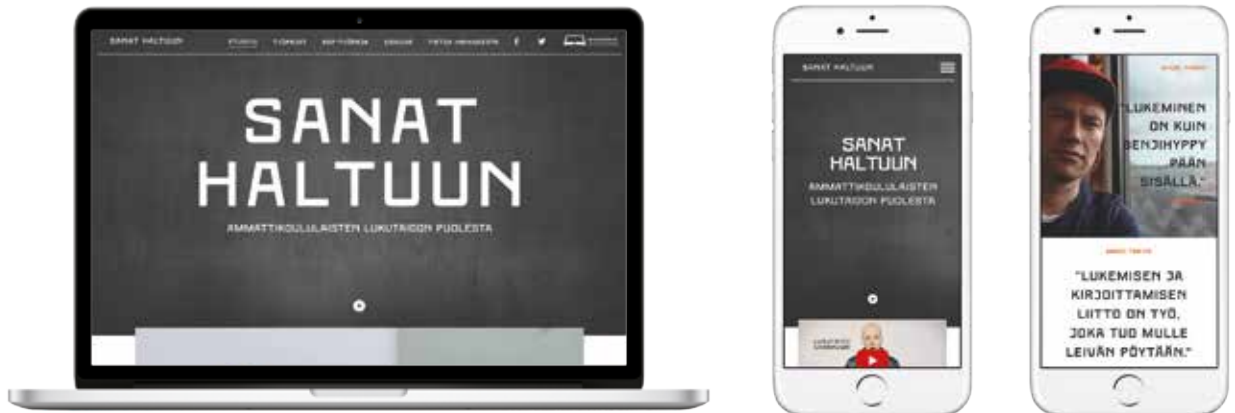 SANAT HALTUUN
ETUSIVU
SANAT
HALTUUN
AMMATTIKOULULAISTEN LUKUTAIDON PUOLESTA
SANAT HALTUUN
SANAT
HALTUUN
AMMATTIKOULULAISTEN
LUKUTAIDON PUOLESTA
"LUKEMINEN
ON KUIN
BENJIHYPPY
PÄÄN
SISÄLLÄ."
"LUKEMISEN JA
KIRJOITTAMISEN
LIITTO ON TYÖ,
JOKA TUO MULLE
LEIVÄN PÖYTÄÄN."